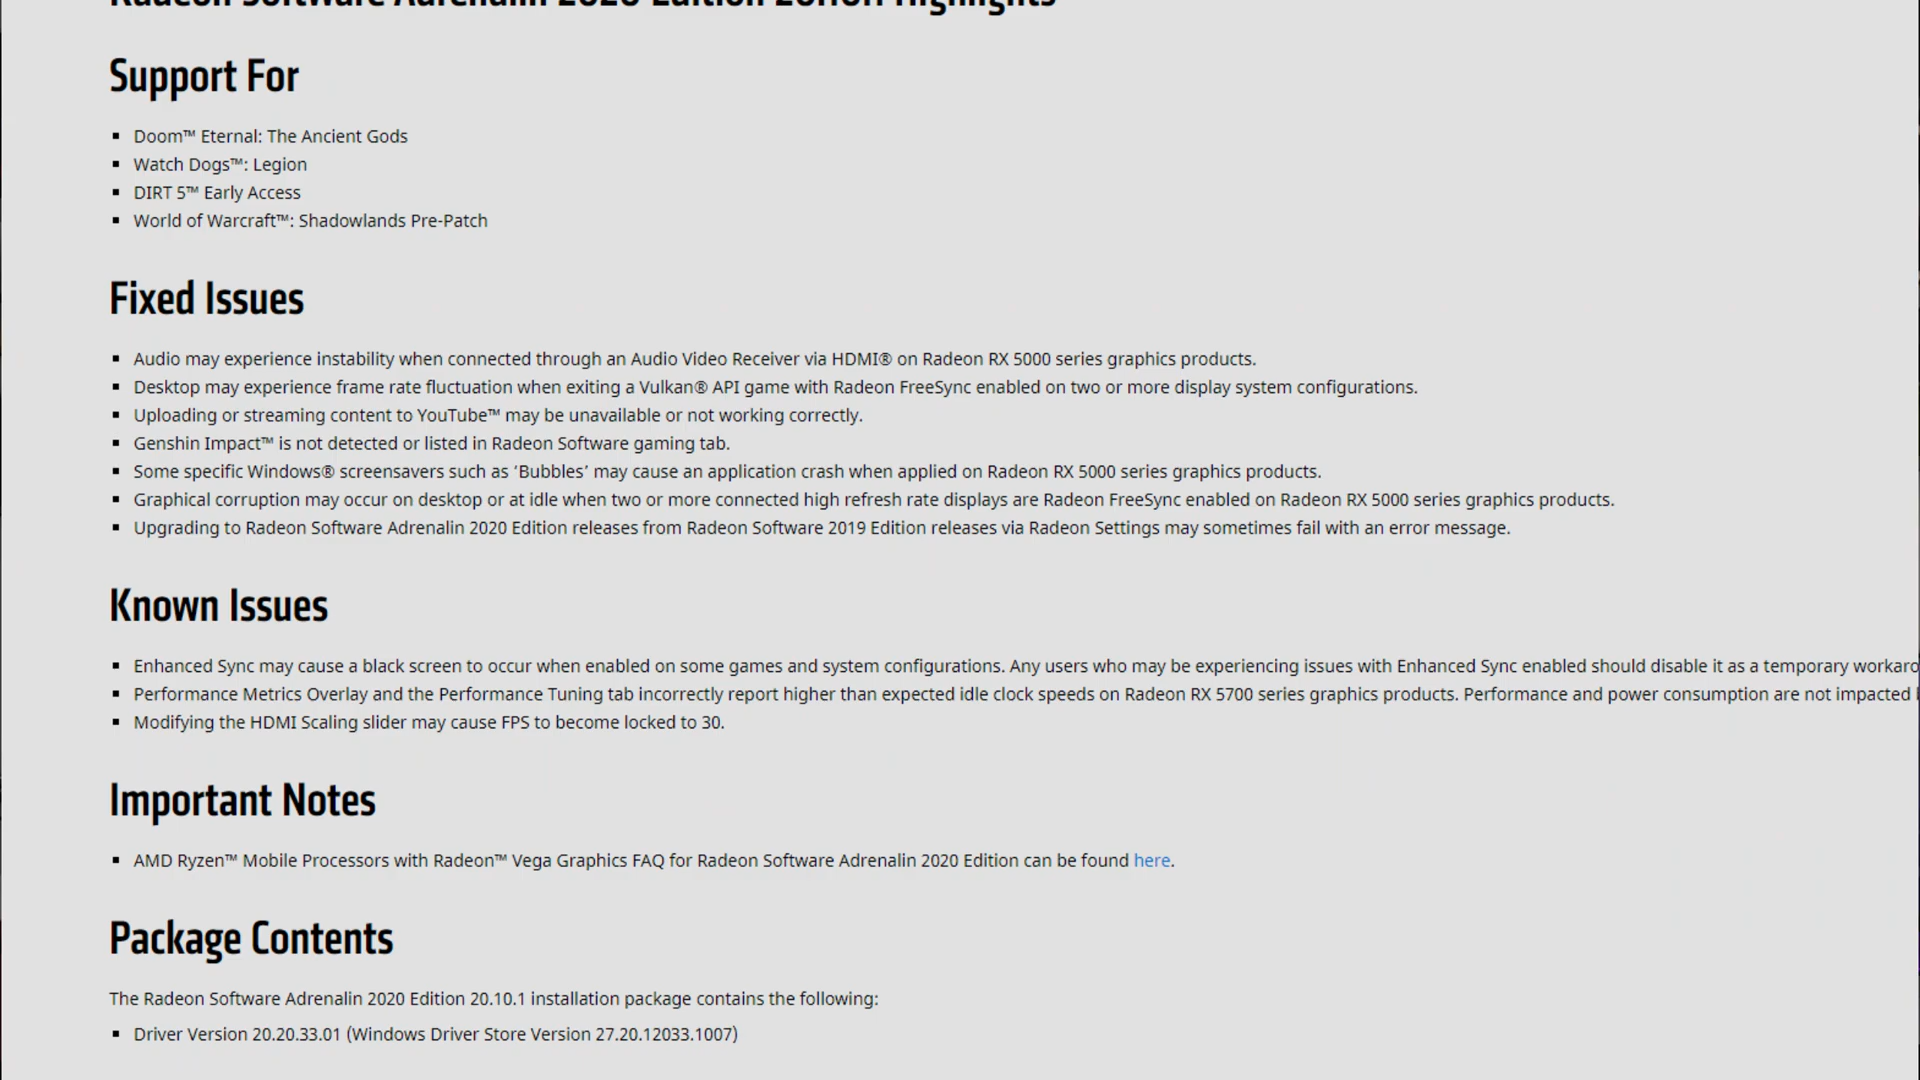 Radeon Software Adrenalin 2020 Edition 20.10.1 Highlights
Support For
▪ Doom™ Eternal: The Ancient Gods
▪ Watch Dogs™: Legion
▪ DIRT 5™ Early Access
▪ World of Warcraft™: Shadowlands Pre-Patch
Fixed Issues
▪ Audio may experience instability when connected through an Audio Video Receiver via HDMI® on Radeon RX 5000 series graphics products.
▪ Desktop may experience frame rate fluctuation when exiting a Vulkan® API game with Radeon FreeSync enabled on two or more display system configurations.
▪ Uploading or streaming content to YouTube™ may be unavailable or not working correctly.
▪ Genshin Impact™ is not detected or listed in Radeon Software gaming tab.
▪ Some specific Windows® screensavers such as ‘Bubbles’ may cause an application crash when applied on Radeon RX 5000 series graphics products.
▪ Graphical corruption may occur on desktop or at idle when two or more connected high refresh rate displays are Radeon FreeSync enabled on Radeon RX 5000 series graphics products.
▪ Upgrading to Radeon Software Adrenalin 2020 Edition releases from Radeon Software 2019 Edition releases via Radeon Settings may sometimes fail with an error message.
Known Issues
▪ Enhanced Sync may cause a black screen to occur when enabled on some games and system configurations. Any users who may be experiencing issues with Enhanced Sync enabled should disable it as a temporary workaro
▪ Performance Metrics Overlay and the Performance Tuning tab incorrectly report higher than expected idle clock speeds on Radeon RX 5700 series graphics products. Performance and power consumption are not impacted
▪ Modifying the HDMI Scaling slider may cause FPS to become locked to 30.
Important Notes
▪ AMD Ryzen™ Mobile Processors with Radeon™ Vega Graphics FAQ for Radeon Software Adrenalin 2020 Edition can be found here.
Package Contents
The Radeon Software Adrenalin 2020 Edition 20.10.1 installation package contains the following:
▪ Driver Version 20.20.33.01 (Windows Driver Store Version 27.20.12033.1007)